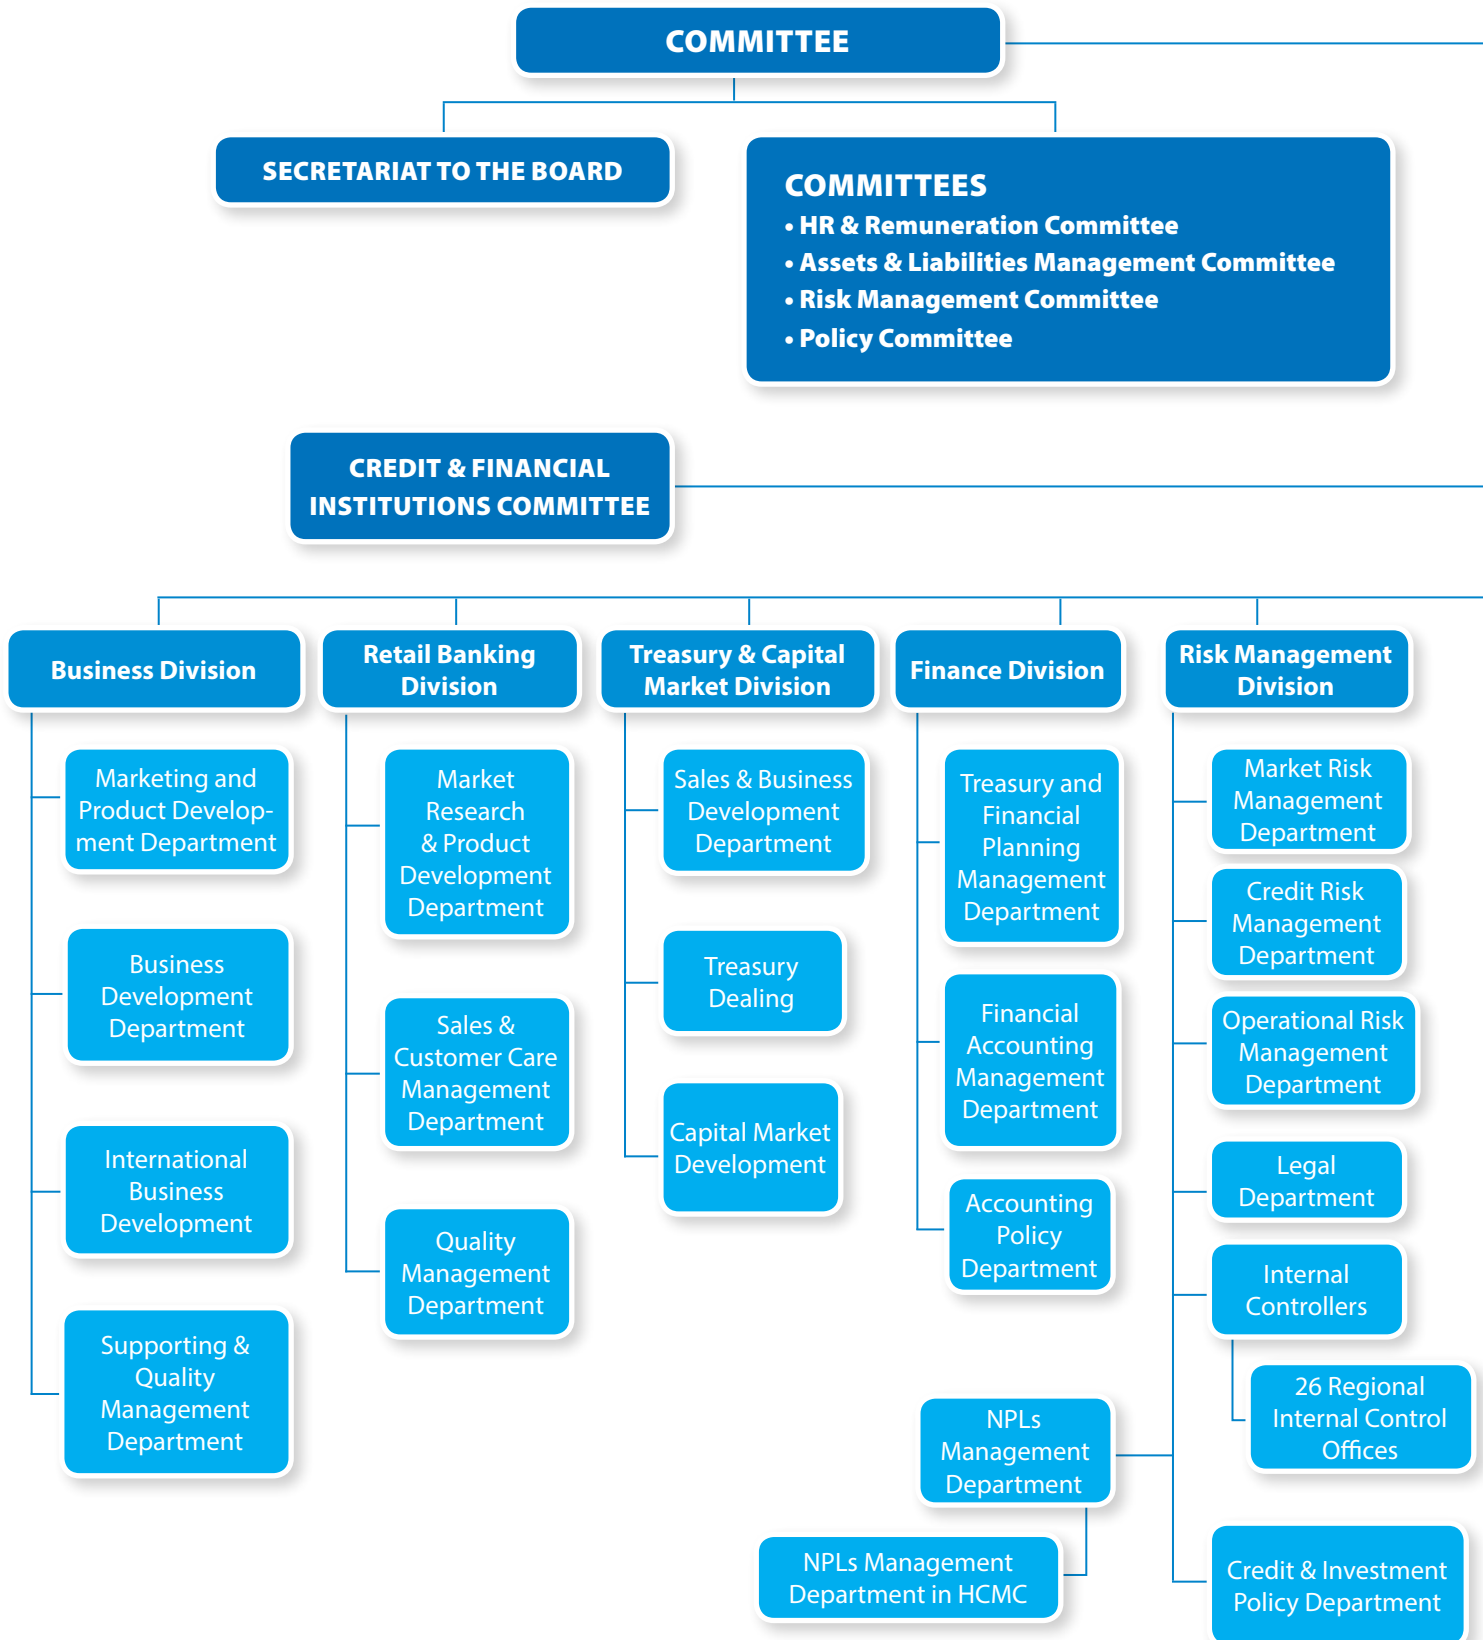 COMMITTEE
SECRETARIAT TO THE BOARD
COMMITTEES
• HR & Remuneration Committee
• Assets & Liabilities Management Committee
• Risk Management Committee
• Policy Committee
CREDIT & FINANCIAL
INSTITUTIONS COMMITTEE
Business Division
Marketing and
Product Develop-
ment Department
Business
Development
Department
International
Business
Development
Supporting &
Quality
Management
Department
Retail Banking
Division
Market
Research
& Product
Development
Department
Sales &
Customer Care
Management
Department
Quality
Management
Department
Treasury & Capital
Market Division
Sales & Business
Development
Department
Treasury
Dealing
Capital Market
Development
Finance Division
Treasury and
Financial
Planning
Management
Department
Financial
Accounting
Management
Department
Accounting
Policy
Department
Risk Management
Division
Market Risk
Management
Department
Credit Risk
Management
Department
Operational Risk
Management
Department
Legal
Department
Internal
Controllers
26 Regional
Internal Control
Offices
NPLs
Management
Department
NPLs Management
Department in HCMC
Credit & Investment
Policy Department